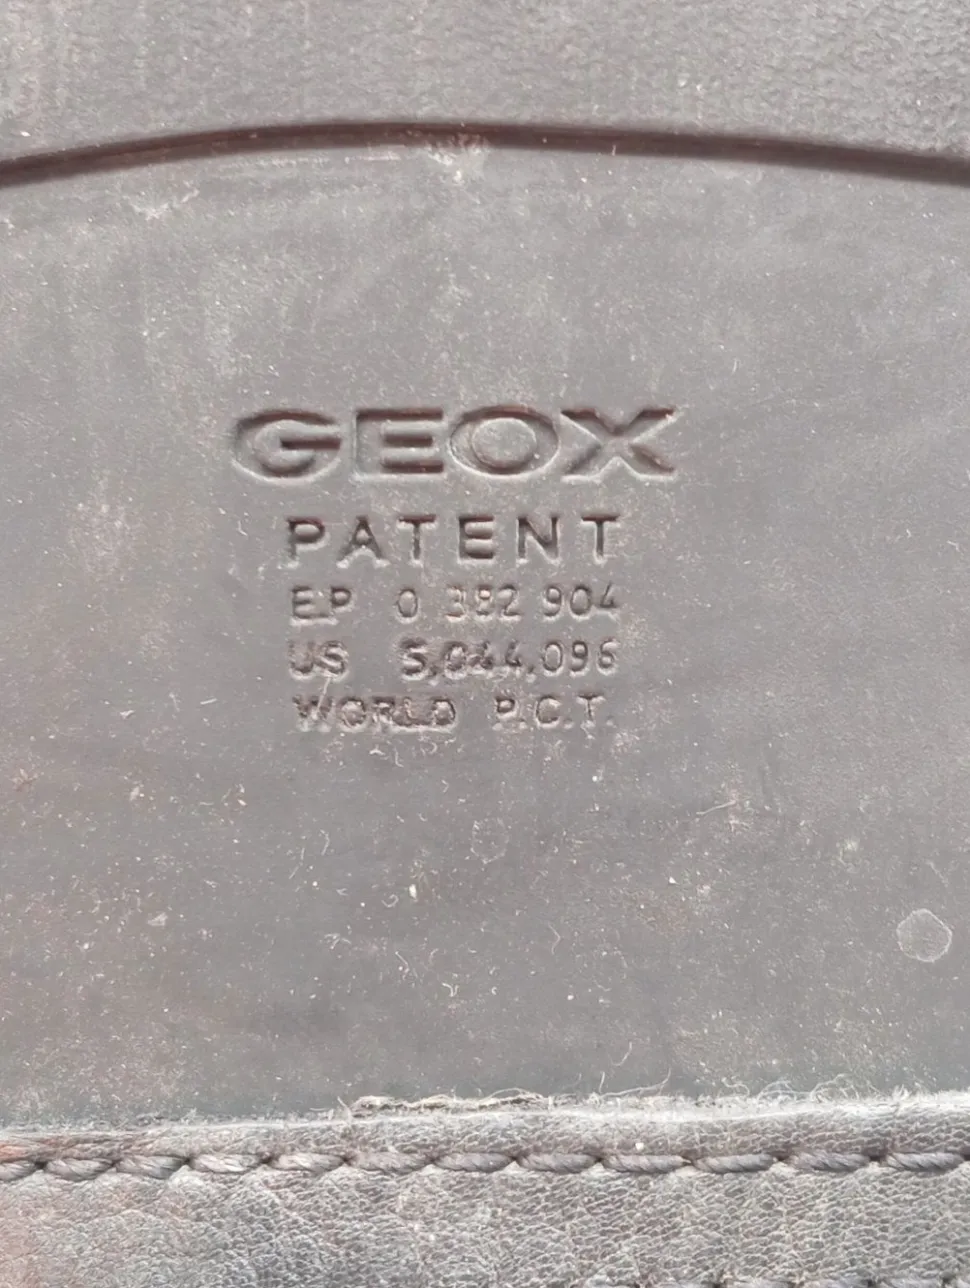 GEOX
PATENT
EP 0 382 904
US 5,044,096
WORLD P.C.T.